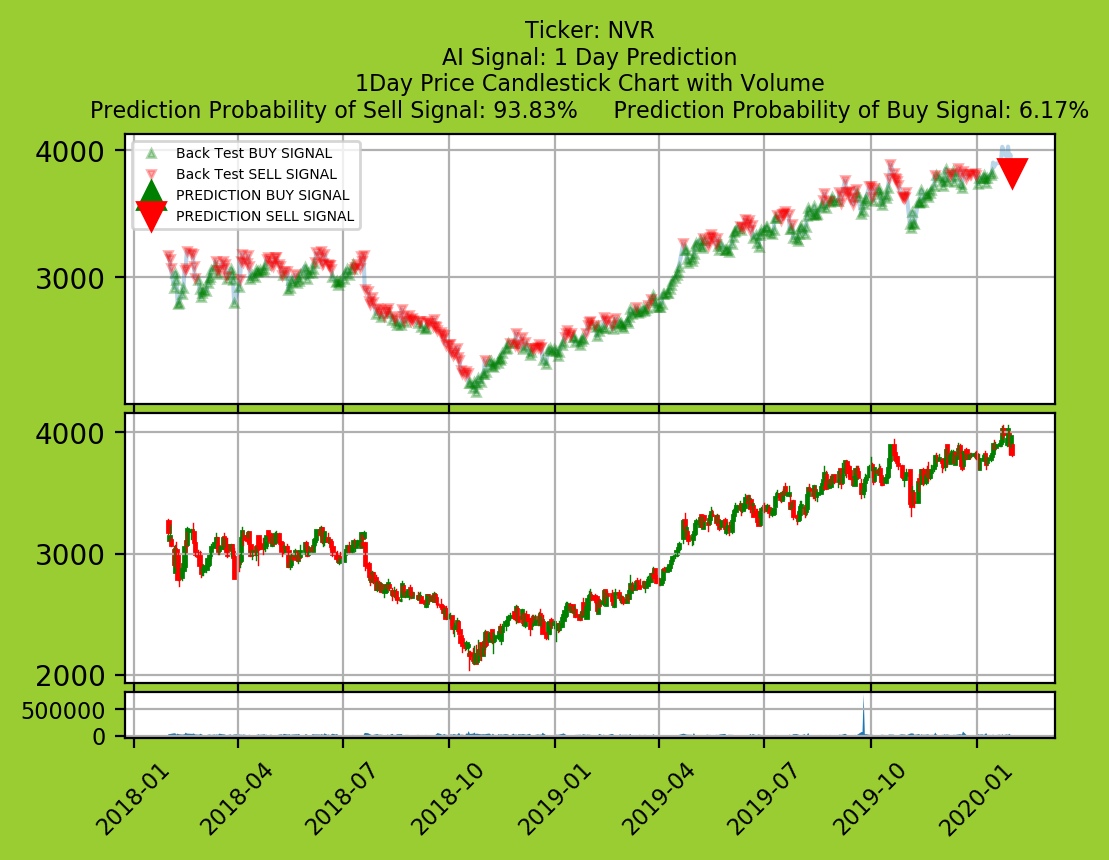 Ticker: NVR
AI Signal: 1 Day Prediction
1Day Price Candlestick Chart with Volume
Prediction Probability of Sell Signal: 93.83% Prediction Probability of Buy Signal: 6.17%
4000
3000
Back Test BUY SIGNAL
Back Test SELL SIGNAL
PREDICTION BUY SIGNAL
PREDICTION SELL SIGNAL
4000
3000
2000
500000
0
2018-01
2018-04
2018-07
2018-10
2019-01
2019-04
2019-07
2019-10
2020-01